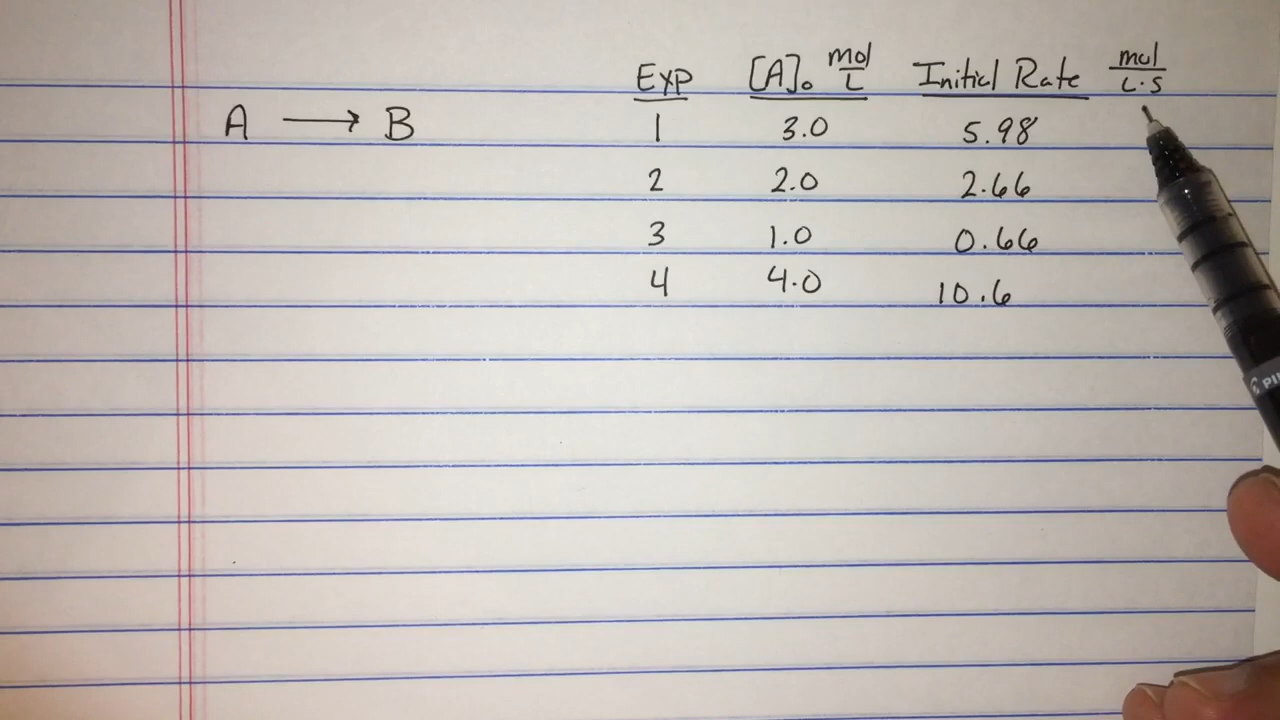 Exp [A]₀ mol/L Initial Rate mol/L·s
A → B
1 3.0 5.98
2 2.0 2.66
3 1.0 0.66
4 4.0 10.6